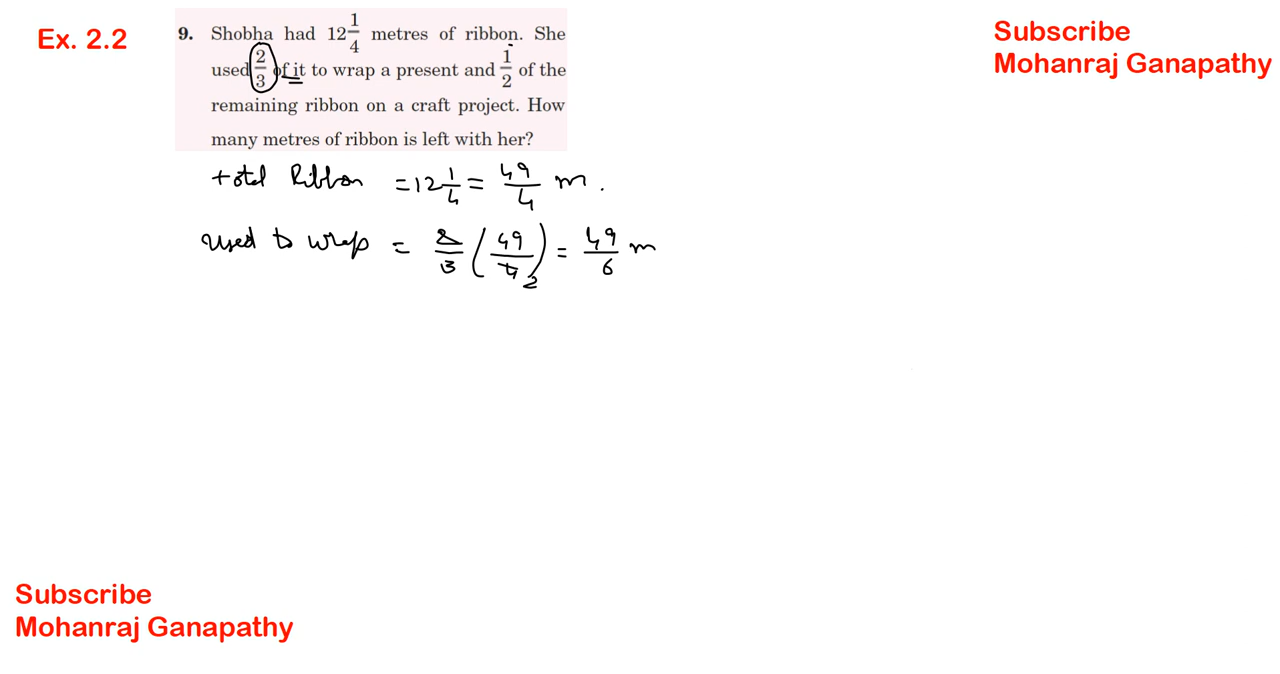 Ex. 2.2
Subscribe
Mohanraj Ganapathy
9. Shobha had 12 1/4 metres of ribbon. She
used 2/3 of it to wrap a present and 1/2 of the
remaining ribbon on a craft project. How
many metres of ribbon is left with her?
total Ribbon = 12 1/4 = 49/4 m.
Used to wrap = 2/3 (49/4 2) = 49/6 m
Subscribe
Mohanraj Ganapathy